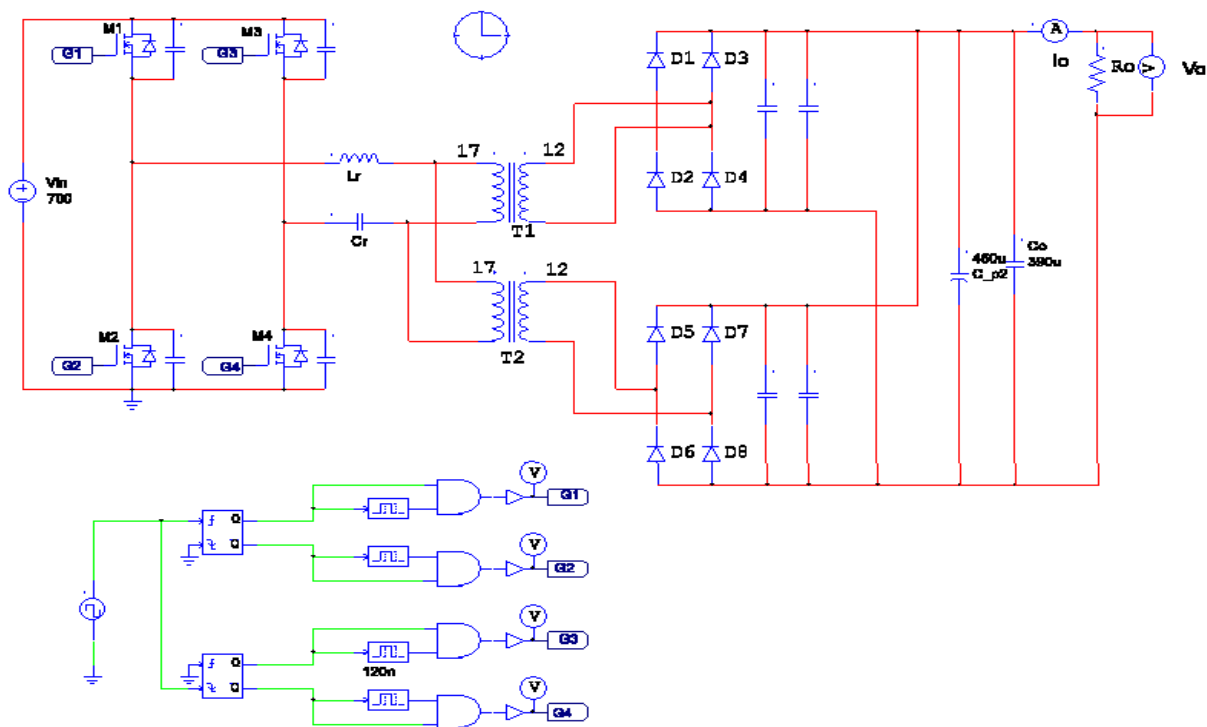 M1
M3
G1
G3
Vin
700
M2
M4
G2
G4
Lr
Cr
17
12
T1
17
12
T2
D1
D3
D2
D4
D5
D7
D6
D8
460u
C_p2
Co
390u
A
Io
Ro
V
Vo
Q
Q
V
G1
V
G2
Q
Q
120n
V
G3
V
G4